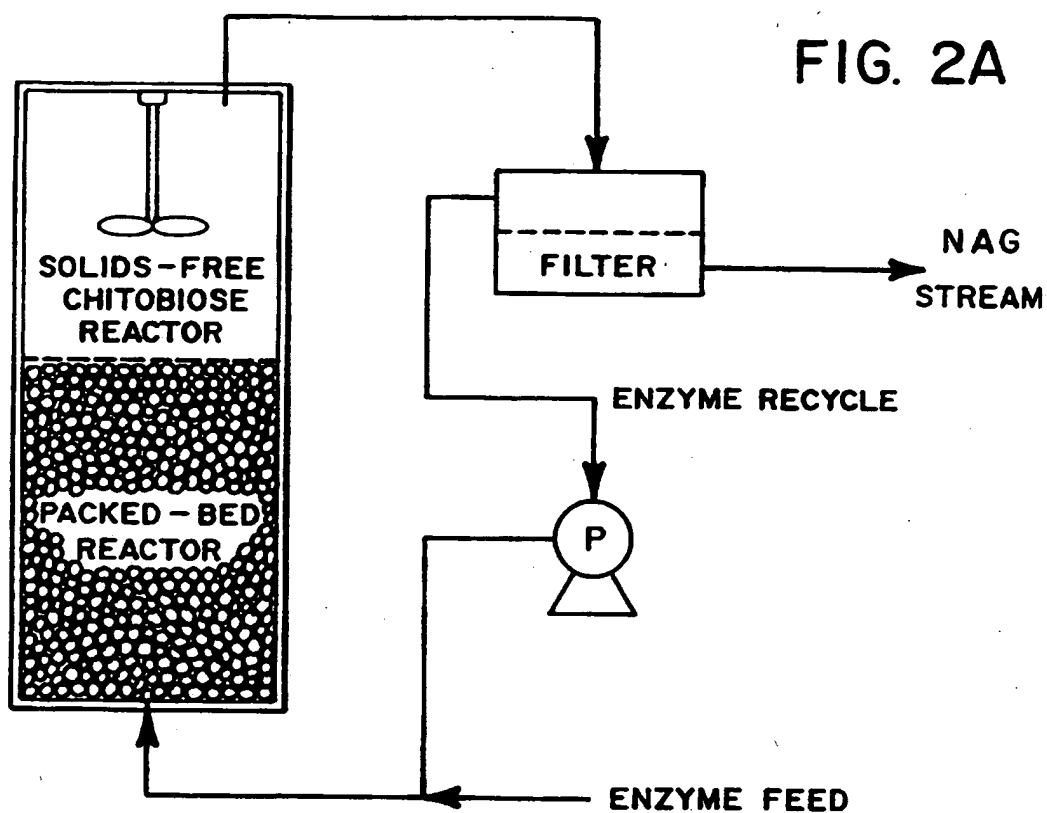 FIG. 2A
SOLIDS-FREE
CHITOBIOSE
REACTOR
FILTER
NAG
STREAM
ENZYME RECYCLE
PACKED-BED
REACTOR
P
ENZYME FEED